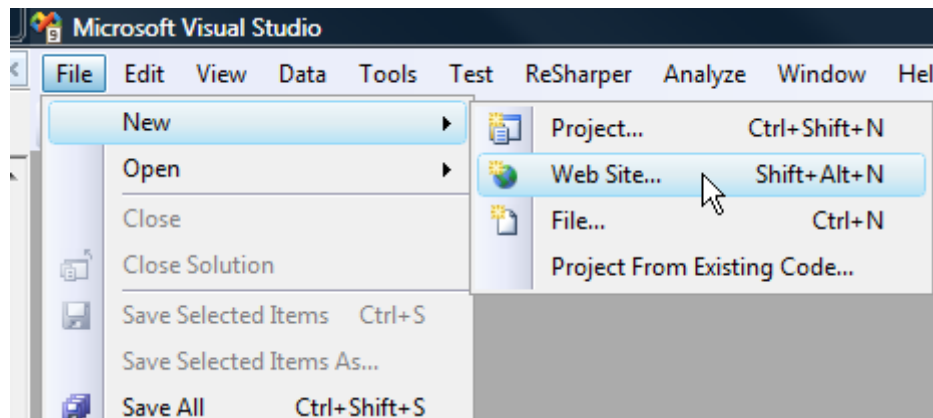 Microsoft Visual Studio
File Edit View Data Tools Test ReSharper Analyze Window Hel
New
Project... Ctrl+Shift+N
Open
Web Site... Shift+Alt+N
Close
File... Ctrl+N
Close Solution
Project From Existing Code...
Save Selected Items Ctrl+S
Save Selected Items As...
Save All Ctrl+Shift+S